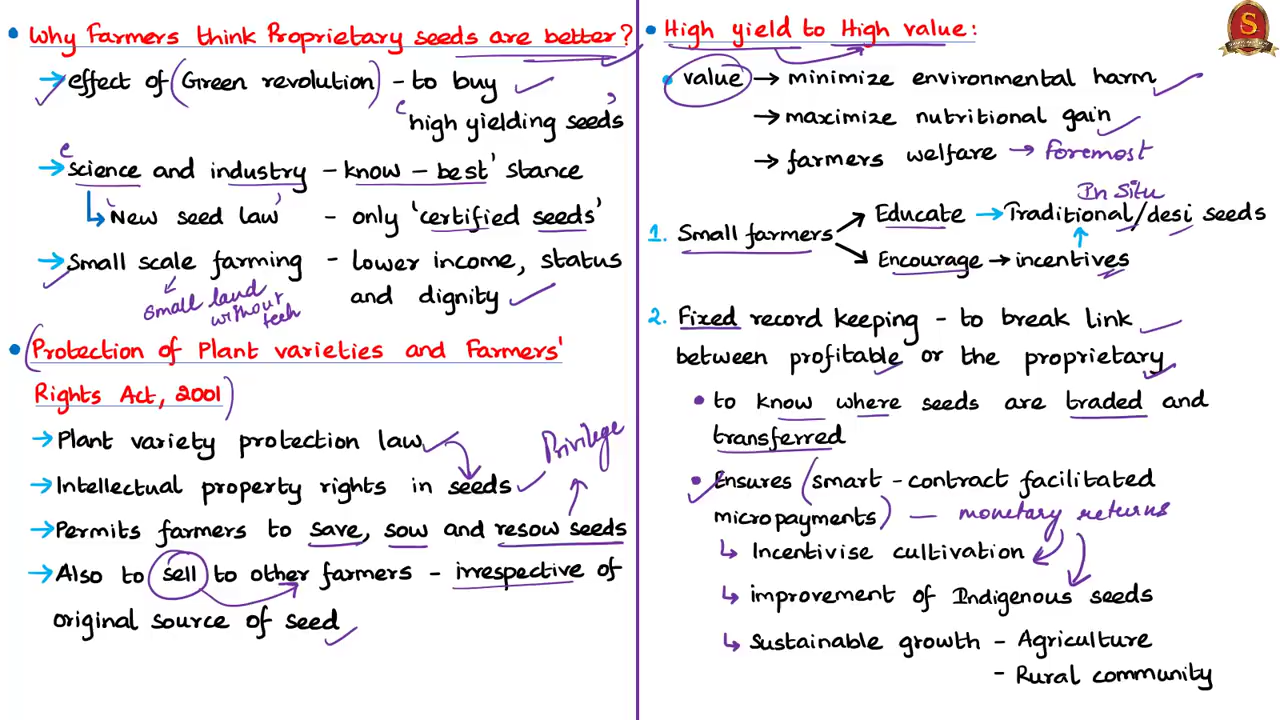 • Why Farmers think Proprietary seeds are better?
→ effect of (Green revolution) - to buy
'high yielding seeds'
→ 'science and industry - know - best' stance
↳ 'New seed law' - only 'certified seeds'
→ Small scale farming - lower income, status
and dignity
small land
without
tech
• (Protection of Plant varieties and Farmers'
Rights Act, 2001)
→ Plant variety protection law
→ Intellectual property rights in seeds
Privilege
→ Permits farmers to save, sow and resow seeds
→ Also to sell to other farmers - irrespective of
original source of seed
• High yield to High value:
• value → minimize environmental harm
→ maximize nutritional gain
→ farmers welfare → foremost
In Situ
1. Small farmers → Educate → Traditional/desi seeds
→ Encourage → incentives
2. Fixed record keeping - to break link
between profitable or the proprietary
• to know where seeds are traded and
transferred
• Ensures (smart - contract facilitated
micropayments) — monetary returns
↳ Incentivise cultivation
↳ improvement of Indigenous seeds
↳ Sustainable growth - Agriculture
- Rural community
S